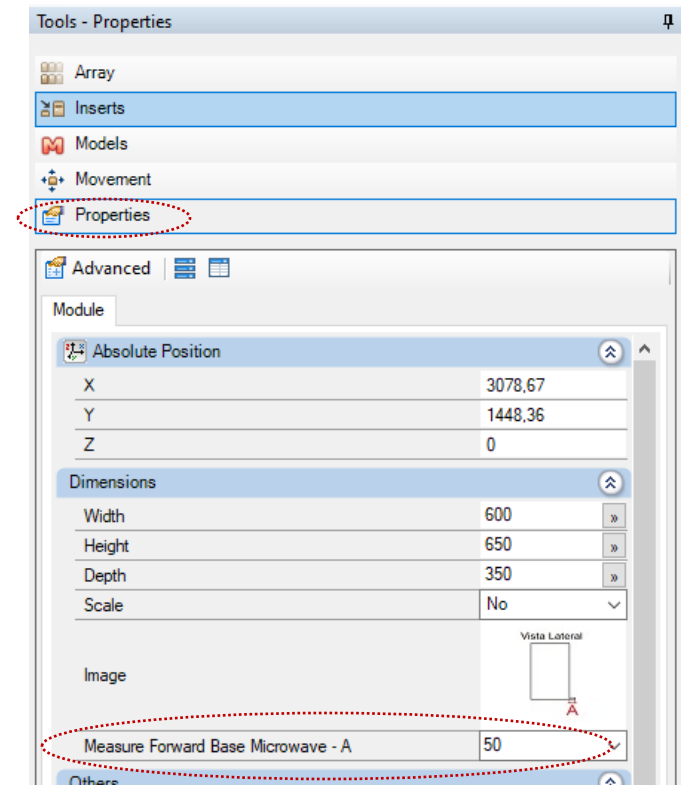 Tools - Properties
Array
Inserts
Models
Movement
Properties
Advanced
Module
Absolute Position
X 3078,67
Y 1448,36
Z 0
Dimensions
Width 600 »
Height 650 »
Depth 350 »
Scale No
Vista Lateral
Image
A
Measure Forward Base Microwave - A 50
Others